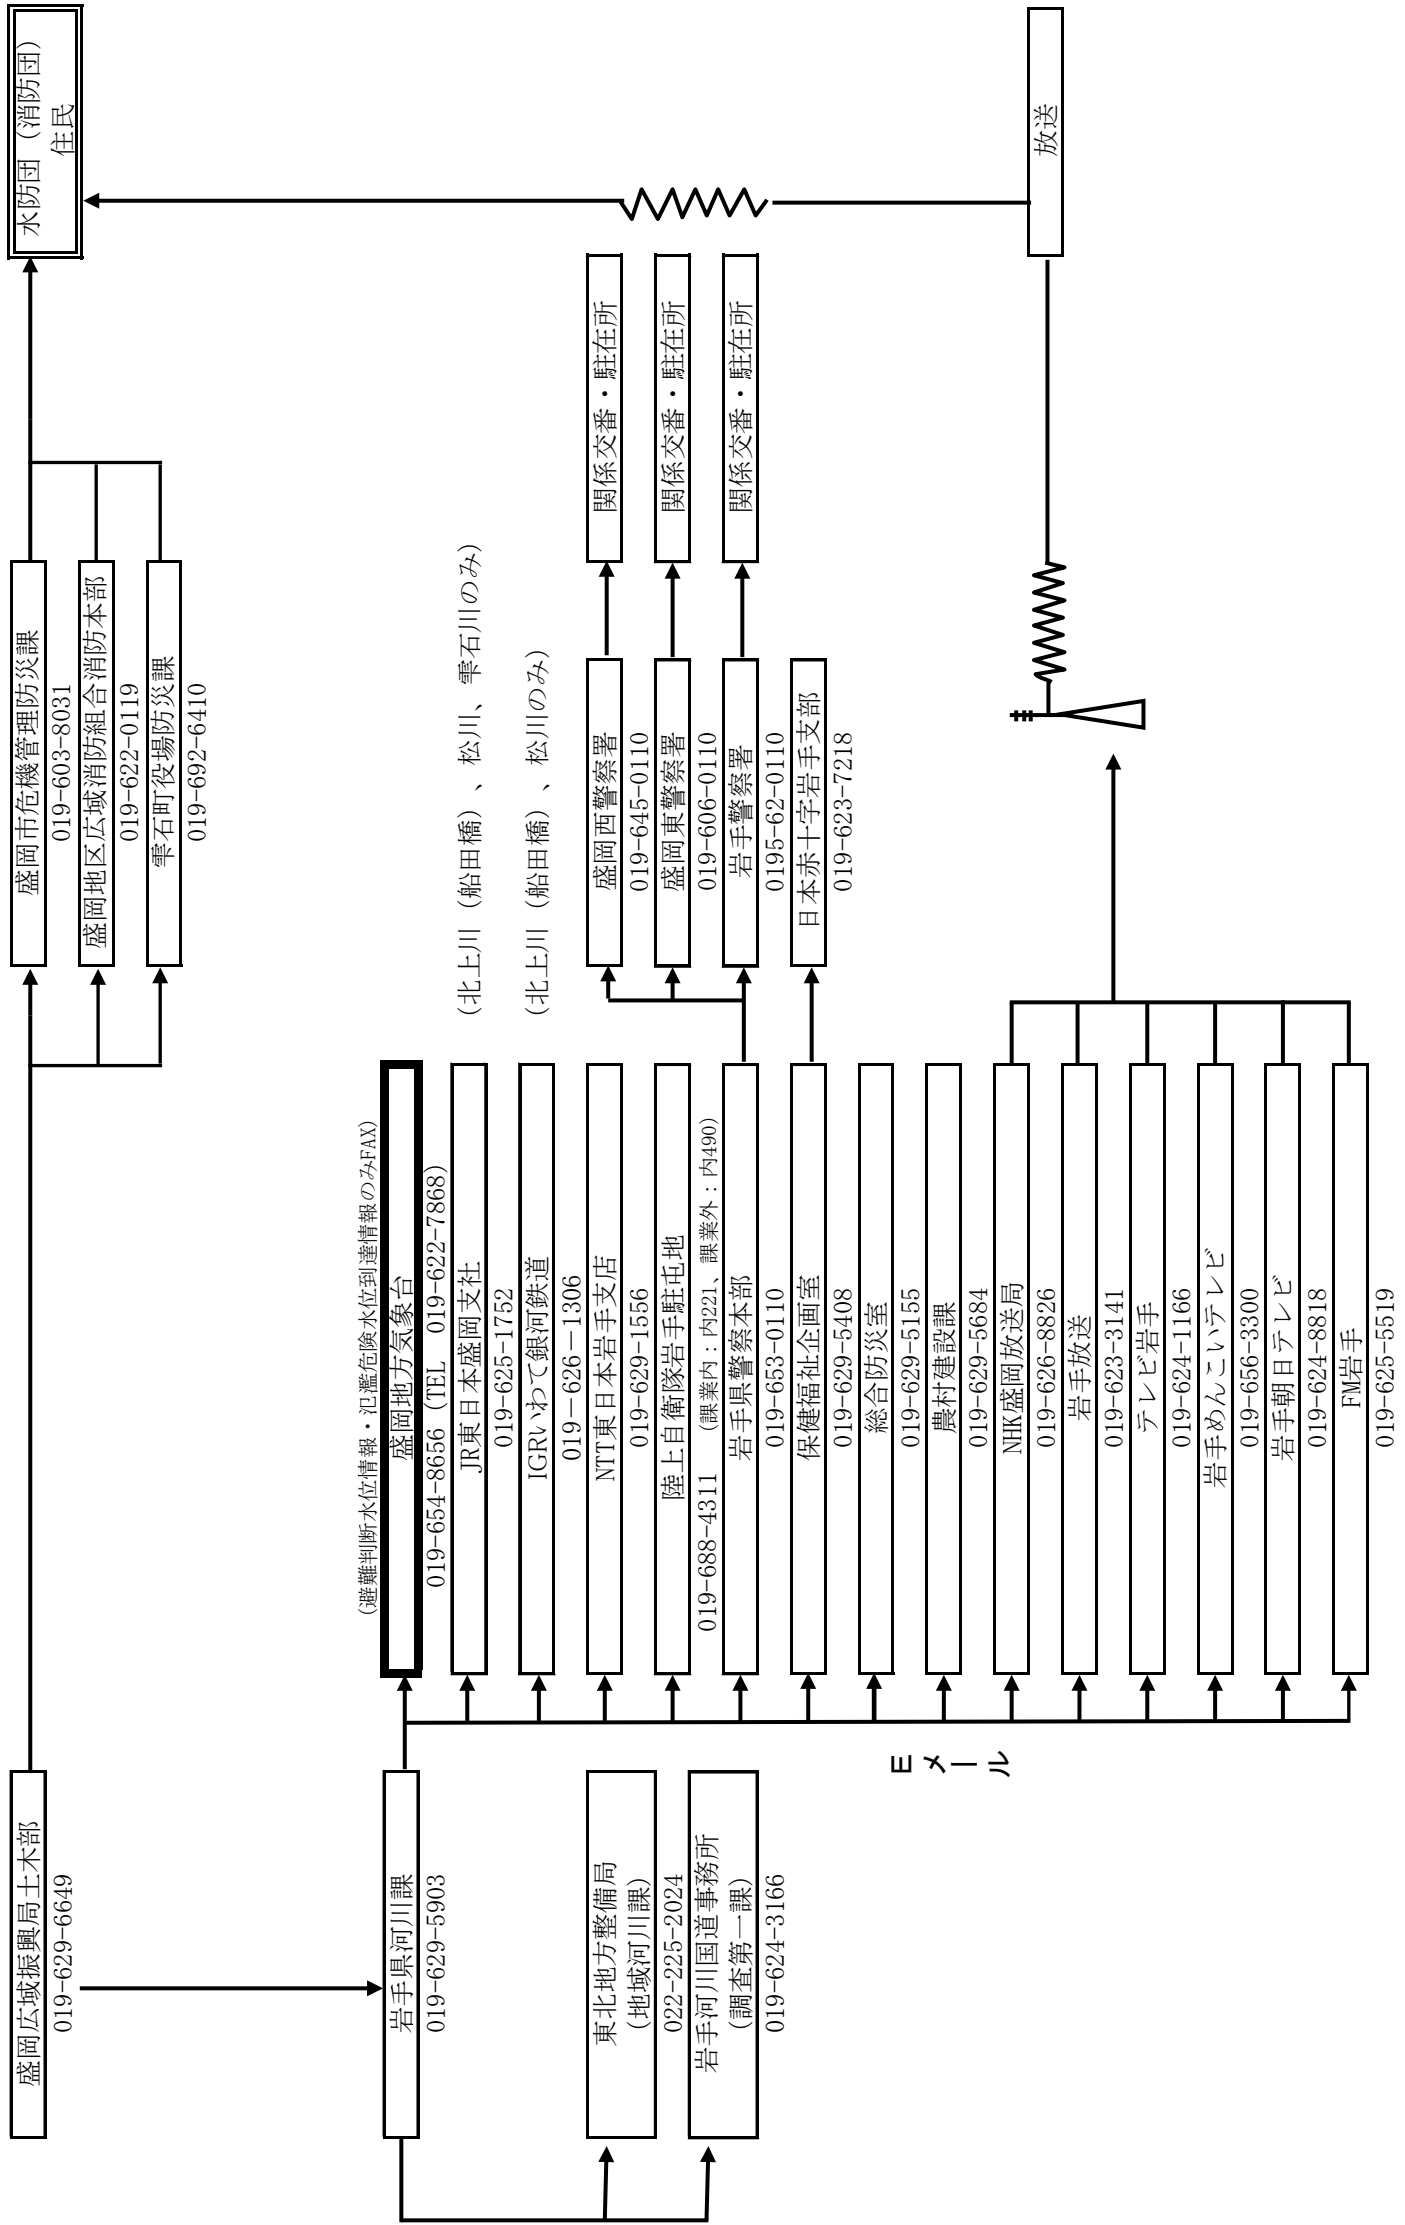 盛岡広域振興局土木部
019-629-6649
岩手県河川課
019-629-5903
東北地方整備局
(地域河川課)
022-225-2024
岩手河川国道事務所
(調査第一課)
019-624-3166
Eメール
(避難判断水位情報・氾濫危険水位到達情報のみFAX)
盛岡地方気象台
019-654-8656 (TEL 019-622-7868)
JR東日本盛岡支社
019-625-1752
(北上川(船田橋)、松川、雫石川のみ)
IGRいわて銀河鉄道
019-626-1306
(北上川(船田橋)、松川のみ)
NTT東日本岩手支店
019-629-1556
陸上自衛隊岩手駐屯地
019-688-4311 (課業内:内221、課業外:内490)
岩手県警察本部
019-653-0110
保健福祉企画室
019-629-5408
総合防災室
019-629-5155
農村建設課
019-629-5684
NHK盛岡放送局
019-626-8826
岩手放送
019-623-3141
テレビ岩手
019-624-1166
岩手めんこいテレビ
019-656-3300
岩手朝日テレビ
019-624-8818
FM岩手
019-625-5519
盛岡市危機管理防災課
019-603-8031
盛岡地区広域消防組合消防本部
019-622-0119
雫石町役場防災課
019-692-6410
盛岡西警察署
019-645-0110
盛岡東警察署
019-606-0110
岩手警察署
0195-62-0110
日本赤十字岩手支部
019-623-7218
関係交番・駐在所
関係交番・駐在所
関係交番・駐在所
水防団(消防団)
住民
放送